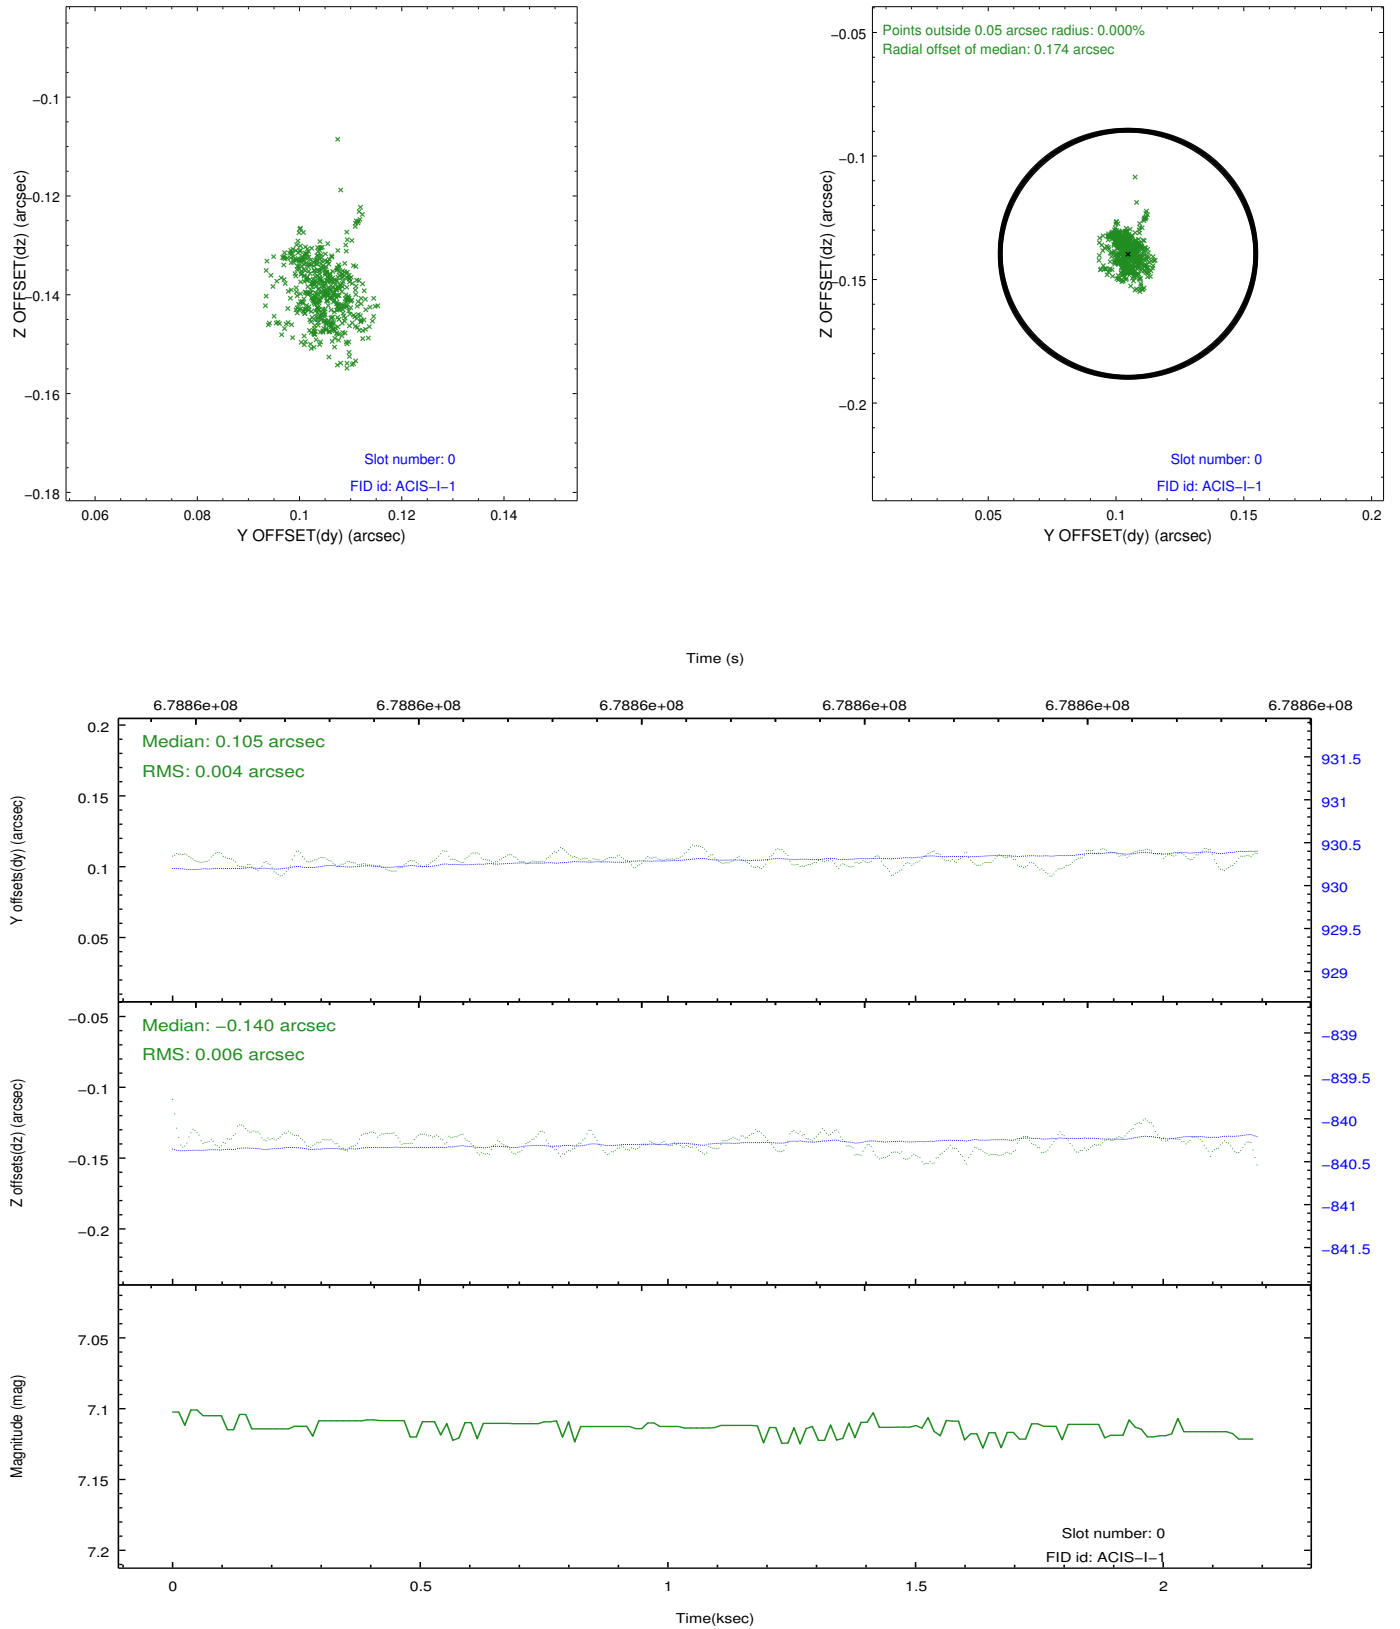 −0.1
−0.12
−0.14
−0.16
−0.18
Z OFFSET(dz) (arcsec)
Slot number: 0
FID id: ACIS−I−1
0.06 0.08 0.1 0.12 0.14
Y OFFSET(dy) (arcsec)
Points outside 0.05 arcsec radius: 0.000%
Radial offset of median: 0.174 arcsec
−0.05
−0.1
−0.15
−0.2
Z OFFSET(dz) (arcsec)
Slot number: 0
FID id: ACIS−I−1
0.05 0.1 0.15 0.2
Y OFFSET(dy) (arcsec)
Time (s)
6.7886e+08 6.7886e+08 6.7886e+08 6.7886e+08 6.7886e+08 6.7886e+08
Median: 0.105 arcsec
RMS: 0.004 arcsec
0.2
0.15
0.1
0.05
Y offsets(dy) (arcsec)
931.5
931
930.5
930
929.5
929
Median: −0.140 arcsec
RMS: 0.006 arcsec
−0.05
−0.1
−0.15
−0.2
Z offsets(dz) (arcsec)
−839
−839.5
−840
−840.5
−841
−841.5
7.05
7.1
7.15
7.2
Magnitude (mag)
Slot number: 0
FID id: ACIS−I−1
0 0.5 1 1.5 2
Time(ksec)